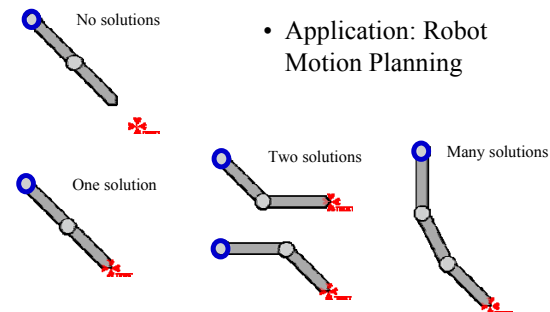 No solutions
• Application: Robot
Motion Planning
One solution
Two solutions
Many solutions